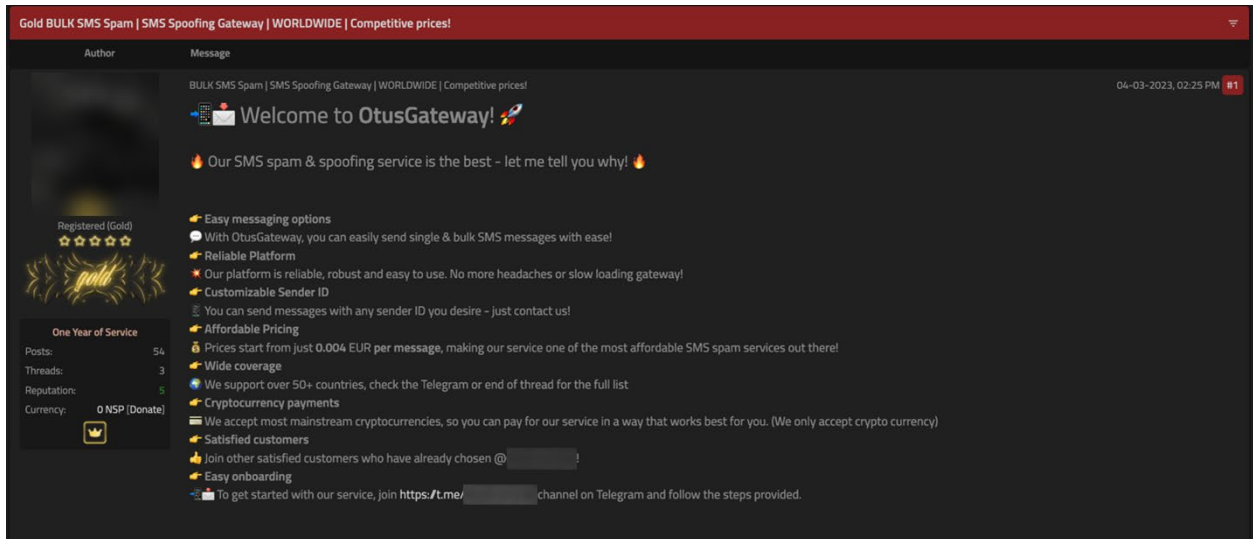 Gold BULK SMS Spam | SMS Spoofing Gateway | WORLDWIDE | Competitive prices!
Author
Message
BULK SMS Spam | SMS Spoofing Gateway | WORLDWIDE | Competitive prices!
04-03-2023, 02:25 PM #1
📲📩 Welcome to OtusGateway! 🚀
🔥 Our SMS spam & spoofing service is the best - let me tell you why! 🔥
👉 Easy messaging options
💬 With OtusGateway, you can easily send single & bulk SMS messages with ease!
👉 Reliable Platform
💥 Our platform is reliable, robust and easy to use. No more headaches or slow loading gateway!
👉 Customizable Sender ID
📱 You can send messages with any sender ID you desire - just contact us!
👉 Affordable Pricing
💰 Prices start from just 0.004 EUR per message, making our service one of the most affordable SMS spam services out there!
👉 Wide coverage
🌍 We support over 50+ countries, check the Telegram or end of thread for the full list
👉 Cryptocurrency payments
💳 We accept most mainstream cryptocurrencies, so you can pay for our service in a way that works best for you. (We only accept crypto currency)
👉 Satisfied customers
👍 Join other satisfied customers who have already chosen @ !
👉 Easy onboarding
📲📩 To get started with our service, join https://t.me/ channel on Telegram and follow the steps provided.
Registered (Gold)
gold
One Year of Service
Posts: 54
Threads: 3
Reputation: 5
Currency: 0 NSP [Donate]